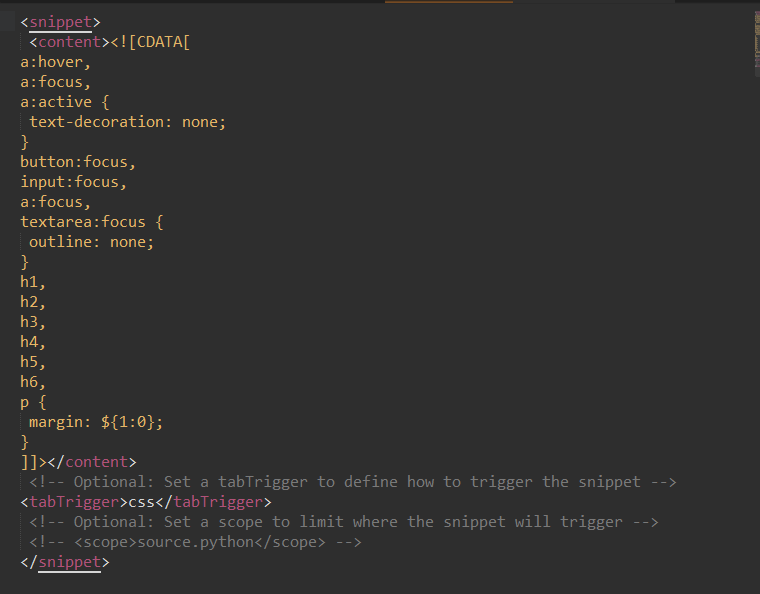 <snippet>
<content><![CDATA[
a:hover,
a:focus,
a:active {
text-decoration: none;
}
button:focus,
input:focus,
a:focus,
textarea:focus {
outline: none;
}
h1,
h2,
h3,
h4,
h5,
h6,
p {
margin: ${1:0};
}
]]></content>
<!-- Optional: Set a tabTrigger to define how to trigger the snippet -->
<tabTrigger>css</tabTrigger>
<!-- Optional: Set a scope to limit where the snippet will trigger -->
<!-- <scope>source.python</scope> -->
</snippet>